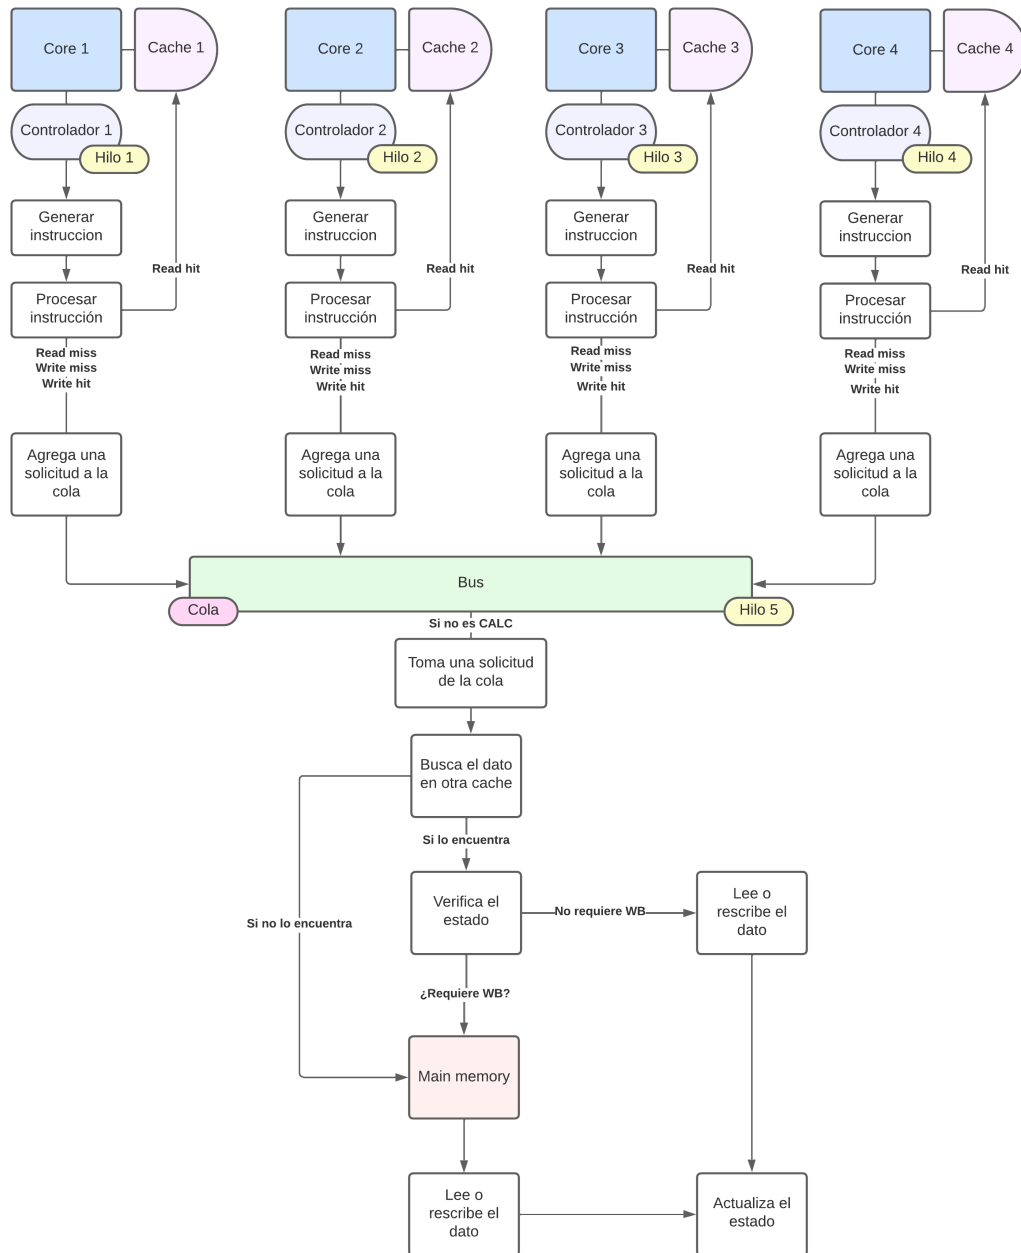 Core 1
Cache 1
Core 2
Cache 2
Core 3
Cache 3
Core 4
Cache 4
Controlador 1
Hilo 1
Controlador 2
Hilo 2
Controlador 3
Hilo 3
Controlador 4
Hilo 4
Generar
instruccion
Generar
instruccion
Generar
instruccion
Generar
instruccion
Read hit
Read hit
Read hit
Read hit
Procesar
instrucción
Procesar
instrucción
Procesar
instrucción
Procesar
instrucción
Read miss
Write miss
Write hit
Read miss
Write miss
Write hit
Read miss
Write miss
Write hit
Read miss
Write miss
Write hit
Agrega una
solicitud a la
cola
Agrega una
solicitud a la
cola
Agrega una
solicitud a la
cola
Agrega una
solicitud a la
cola
Bus
Cola
Hilo 5
Si no es CALC
Toma una solicitud
de la cola
Busca el dato
en otra cache
Si lo encuentra
Si no lo encuentra
Verifica el
estado
No requiere WB
Lee o
rescribe el
dato
¿Requiere WB?
Main memory
Lee o
rescribe el
dato
Actualiza el
estado